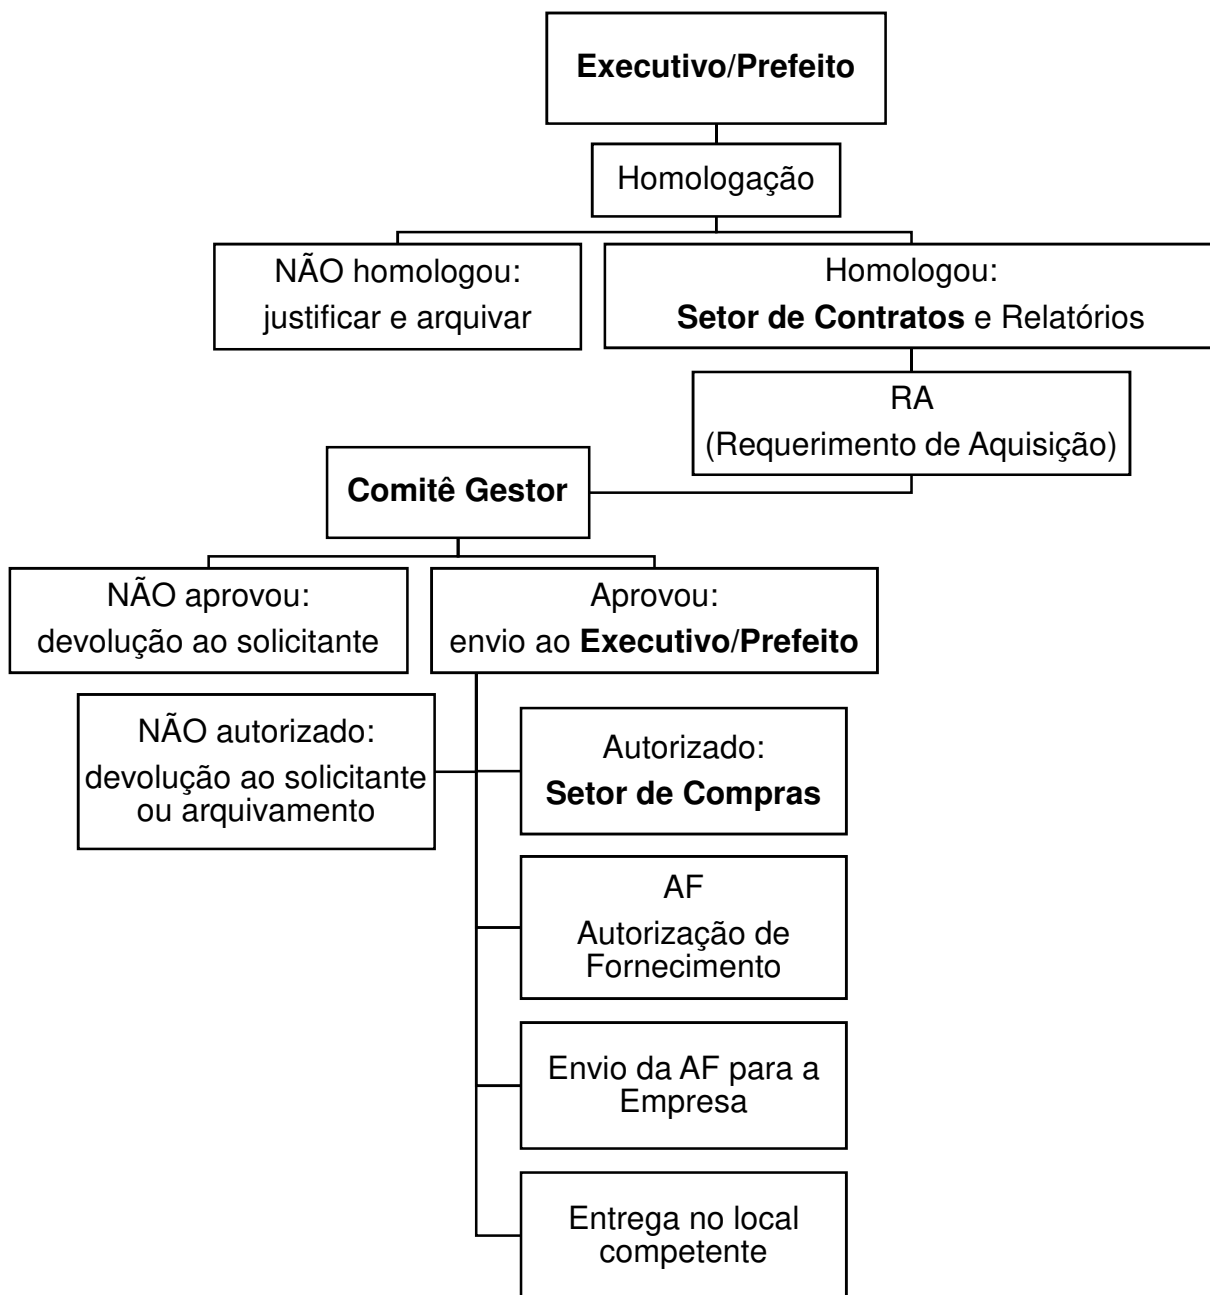 Executivo/Prefeito
Homologação
NÃO homologou:
justificar e arquivar
Homologou:
Setor de Contratos e Relatórios
RA
(Requerimento de Aquisição)
Comitê Gestor
NÃO aprovou:
devolução ao solicitante
Aprovou:
envio ao Executivo/Prefeito
NÃO autorizado:
devolução ao solicitante
ou arquivamento
Autorizado:
Setor de Compras
AF
Autorização de
Fornecimento
Envio da AF para a
Empresa
Entrega no local
competente